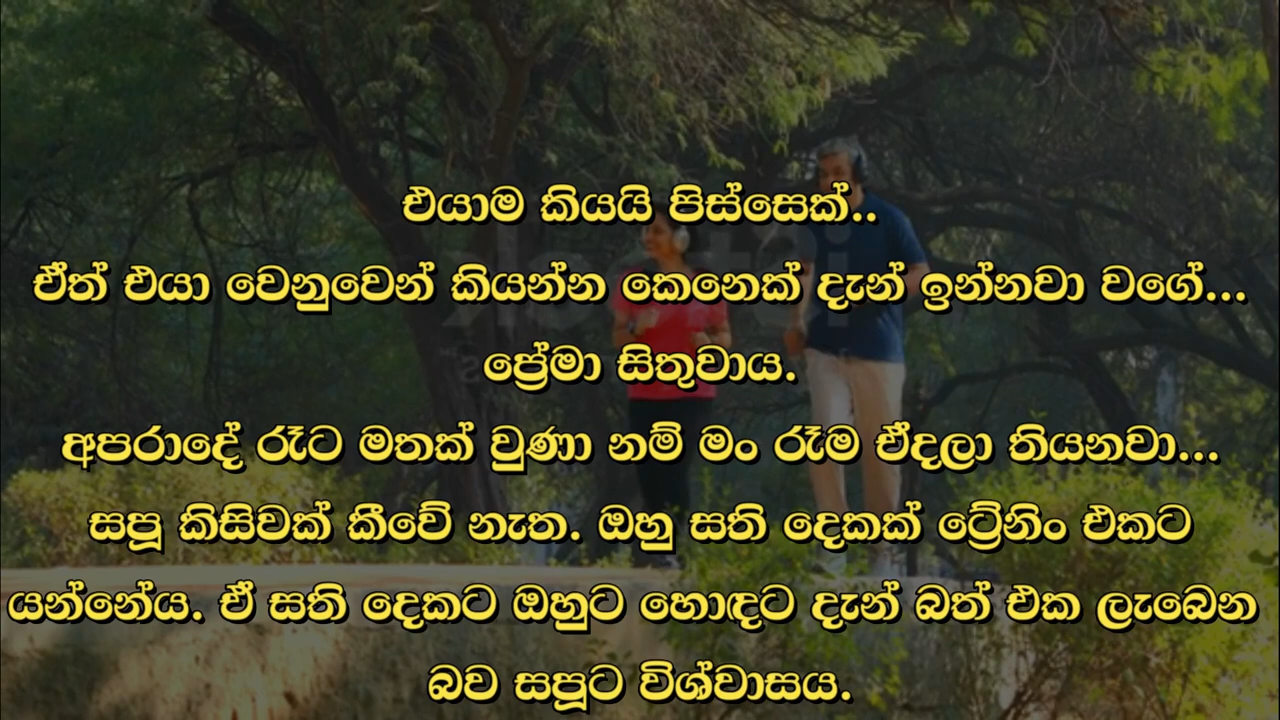 එයාම කියයි පිස්සෙක්..
ඒත් එයා වෙනුවෙන් කියන්න කෙනෙක් දැන් ඉන්නවා වගේ...
ප්‍රේමා සිතුවාය.
අපරාදේ රෑට මතක් වුණා නම් මං රෑම ඒදලා තියනවා...
සපූ කිසිවක් කීවේ නැත. ඔහු සති දෙකක් ට්‍රේනිං එකට
යන්නේය. ඒ සති දෙකට ඔහුට හොඳට දැන් බත් එක ලැබෙන
බව සපූට විශ්වාසය.